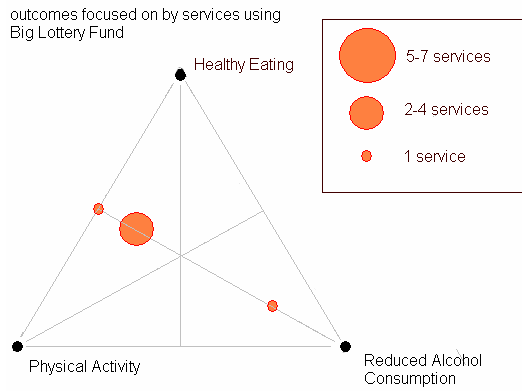 outcomes focused on by services using
Big Lottery Fund
Healthy Eating
5-7 services
2-4 services
1 service
Physical Activity
Reduced Alcohol
Consumption